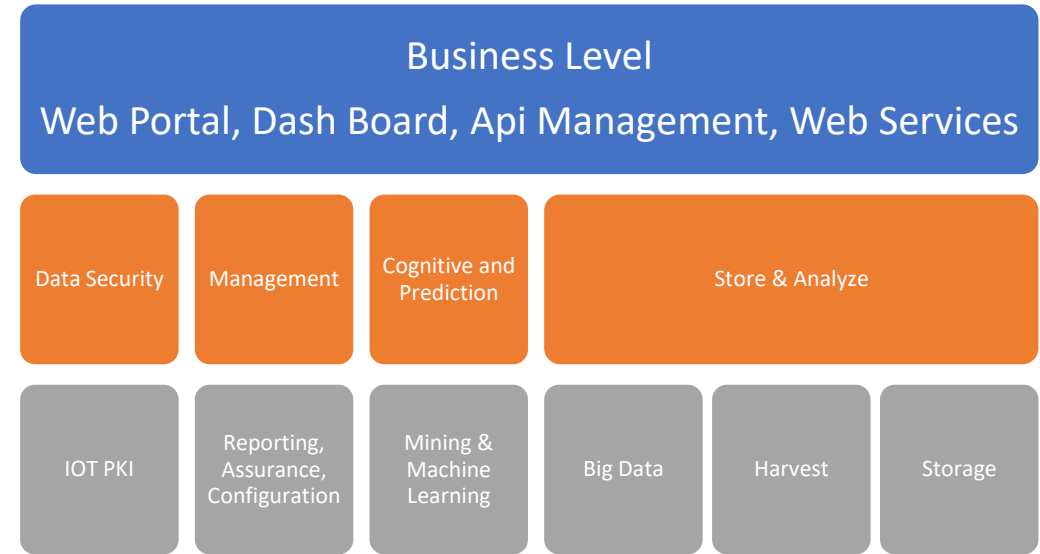 Business Level
Web Portal, Dash Board, Api Management, Web Services
Data Security
Management
Cognitive and
Prediction
Store & Analyze
IOT PKI
Reporting,
Assurance,
Configuration
Mining &
Machine
Learning
Big Data
Harvest
Storage